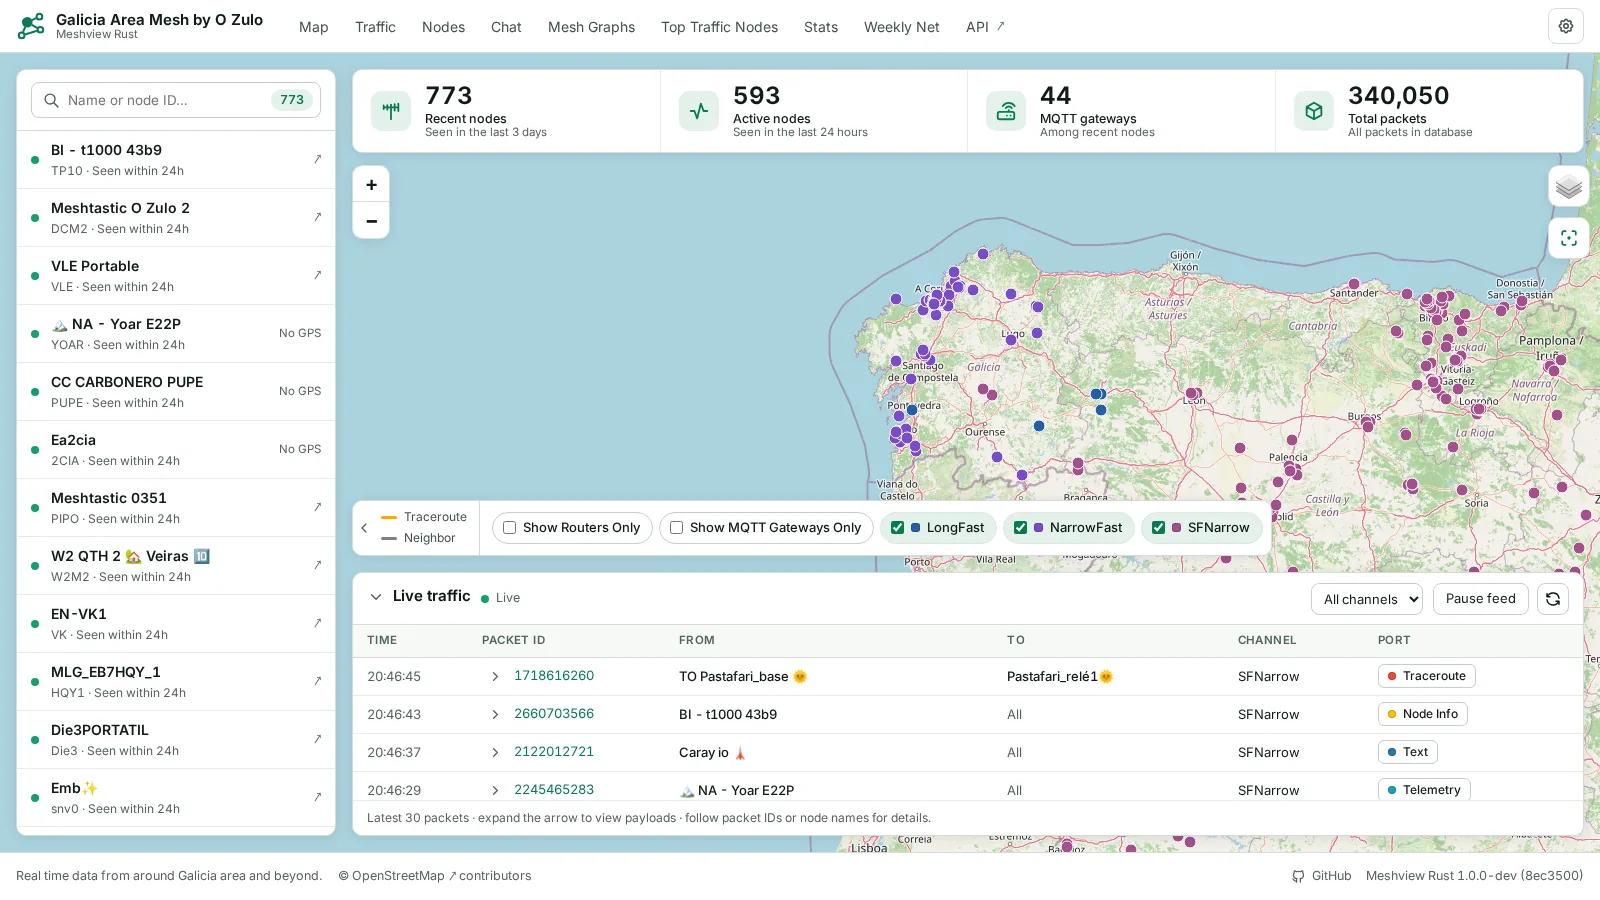 Galicia Area Mesh by O Zulo
Meshview Rust
Map
Traffic
Nodes
Chat
Mesh Graphs
Top Traffic Nodes
Stats
Weekly Net
API ↗
Name or node ID...
773
BI - t1000 43b9
TP10 · Seen within 24h
Meshtastic O Zulo 2
DCM2 · Seen within 24h
VLE Portable
VLE · Seen within 24h
🏔️ NA - Yoar E22P
YOAR · Seen within 24h
No GPS
CC CARBONERO PUPE
PUPE · Seen within 24h
No GPS
Ea2cia
2CIA · Seen within 24h
No GPS
Meshtastic 0351
PIPO · Seen within 24h
W2 QTH 2 🏡 Veiras 🔟
W2M2 · Seen within 24h
EN-VK1
VK · Seen within 24h
MLG_EB7HQY_1
HQY1 · Seen within 24h
Die3PORTATIL
Die3 · Seen within 24h
Emb✨
snv0 · Seen within 24h
773
Recent nodes
Seen in the last 3 days
593
Active nodes
Seen in the last 24 hours
44
MQTT gateways
Among recent nodes
340,050
Total packets
All packets in database
+
−
Gijón /
Xixón
Santander
Donostia /
San Sebastián
Asturias /
Asturies
Cantabria
Lugo
Pamplona /
Santiago
de Compostela
Galicia
Vitoria-
Gasteiz
Navarra /
Nafarroa
Pontevedra
León
Logroño
Burgos
Ourense
La Rioja
Palencia
Viana do
Castelo
Bragança
Castilla y
León
Soria
Porto
Vila Real
Traceroute
Neighbor
Show Routers Only
Show MQTT Gateways Only
LongFast
NarrowFast
SFNarrow
Live traffic
Live
All channels
Pause feed
TIME
PACKET ID
FROM
TO
CHANNEL
PORT
20:46:45
1718616260
TO Pastafari_base 🌞
Pastafari_relé1🌞
SFNarrow
Traceroute
20:46:43
2660703566
BI - t1000 43b9
All
SFNarrow
Node Info
20:46:37
2122012721
Caray io 🗼
All
SFNarrow
Text
20:46:29
2245465283
🏔️ NA - Yoar E22P
All
SFNarrow
Telemetry
Latest 30 packets · expand the arrow to view payloads · follow packet IDs or node names for details.
Lisboa
Correia
Real time data from around Galicia area and beyond.
© OpenStreetMap ↗ contributors
GitHub
Meshview Rust 1.0.0-dev (8ec3500)